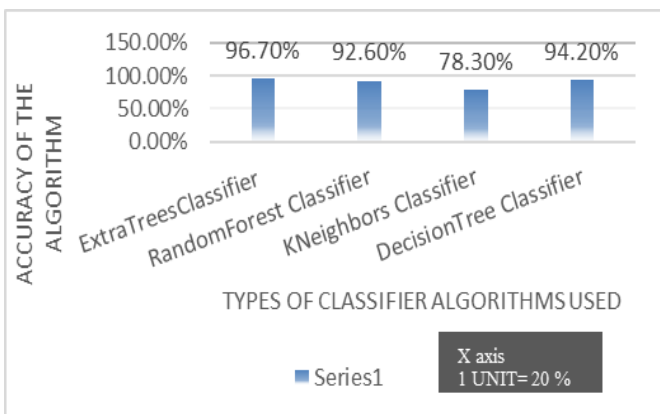 ACCURACY OF THE
ALGORITHM
150.00%
100.00%
50.00%
0.00%
96.70%
92.60%
78.30%
94.20%
ExtraTreesClassifier
RandomForest Classifier
KNeighbors Classifier
DecisionTree Classifier
TYPES OF CLASSIFIER ALGORITHMS USED
Series1
X axis
1 UNIT= 20 %